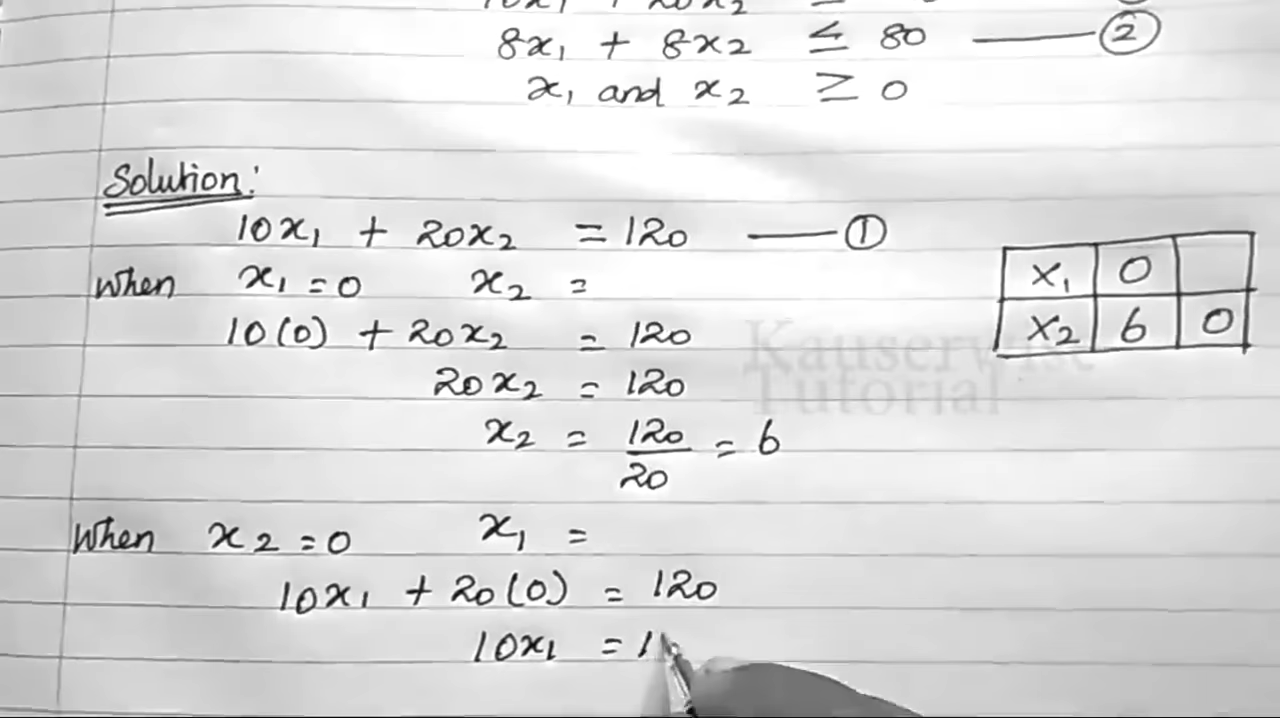 8x₁ + 8x₂ ≤ 80 —— ②
x₁ and x₂ ≥ 0
Solution:
10x₁ + 20x₂ = 120 —— ①
When x₁ = 0 x₂ =
10(0) + 20x₂ = 120
20x₂ = 120
x₂ = 120/20 = 6
x₁ 0
x₂ 6 0
Kauserwise
Tutorial
When x₂ = 0 x₁ =
10x₁ + 20(0) = 120
10x₁ = 1